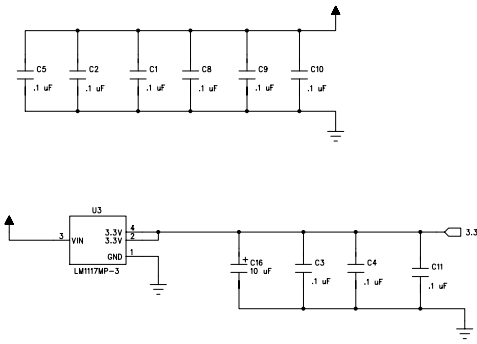 C5 C2 C1 C8 C9 C10
.1 uF .1 uF .1 uF .1 uF .1 uF .1 uF
U3
3 VIN 3.3V 4
3.3V 2
GND 1
LM1117MP-3
3.3
C16 C3 C4 C11
+ 10 uF .1 uF .1 uF .1 uF